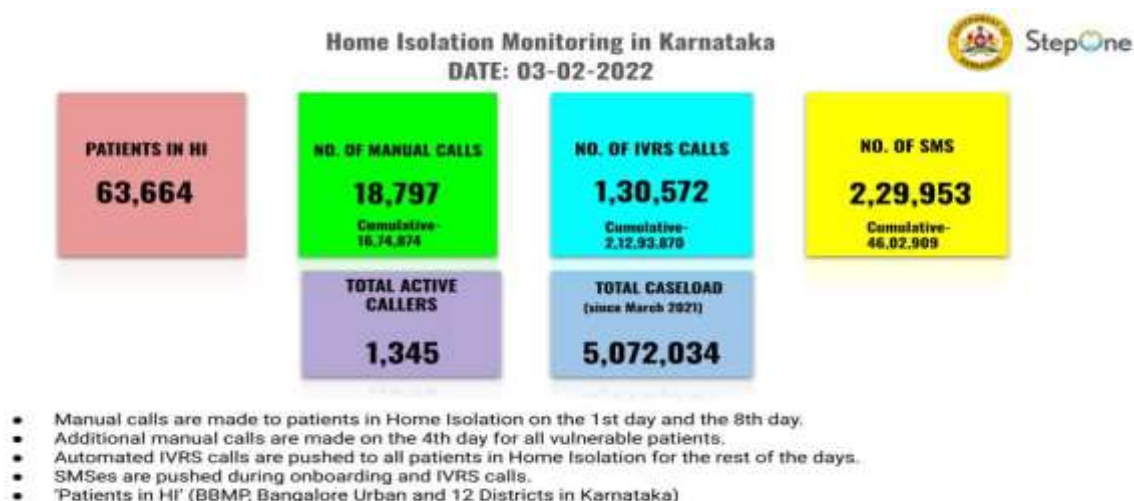 Home Isolation Monitoring in Karnataka
DATE: 03-02-2022
StepOne
PATIENTS IN HI
63,664
NO. OF MANUAL CALLS
18,797
Cumulative-
16,74,874
NO. OF IVRS CALLS
1,30,572
Cumulative-
2,12,93,870
NO. OF SMS
2,29,953
Cumulative-
46,02,909
TOTAL ACTIVE
CALLERS
1,345
TOTAL CASELOAD
(since March 2021)
5,072,034
• Manual calls are made to patients in Home Isolation on the 1st day and the 8th day.
• Additional manual calls are made on the 4th day for all vulnerable patients.
• Automated IVRS calls are pushed to all patients in Home Isolation for the rest of the days.
• SMSes are pushed during onboarding and IVRS calls.
• 'Patients in HI' (BBMP, Bangalore Urban and 12 Districts in Karnataka)